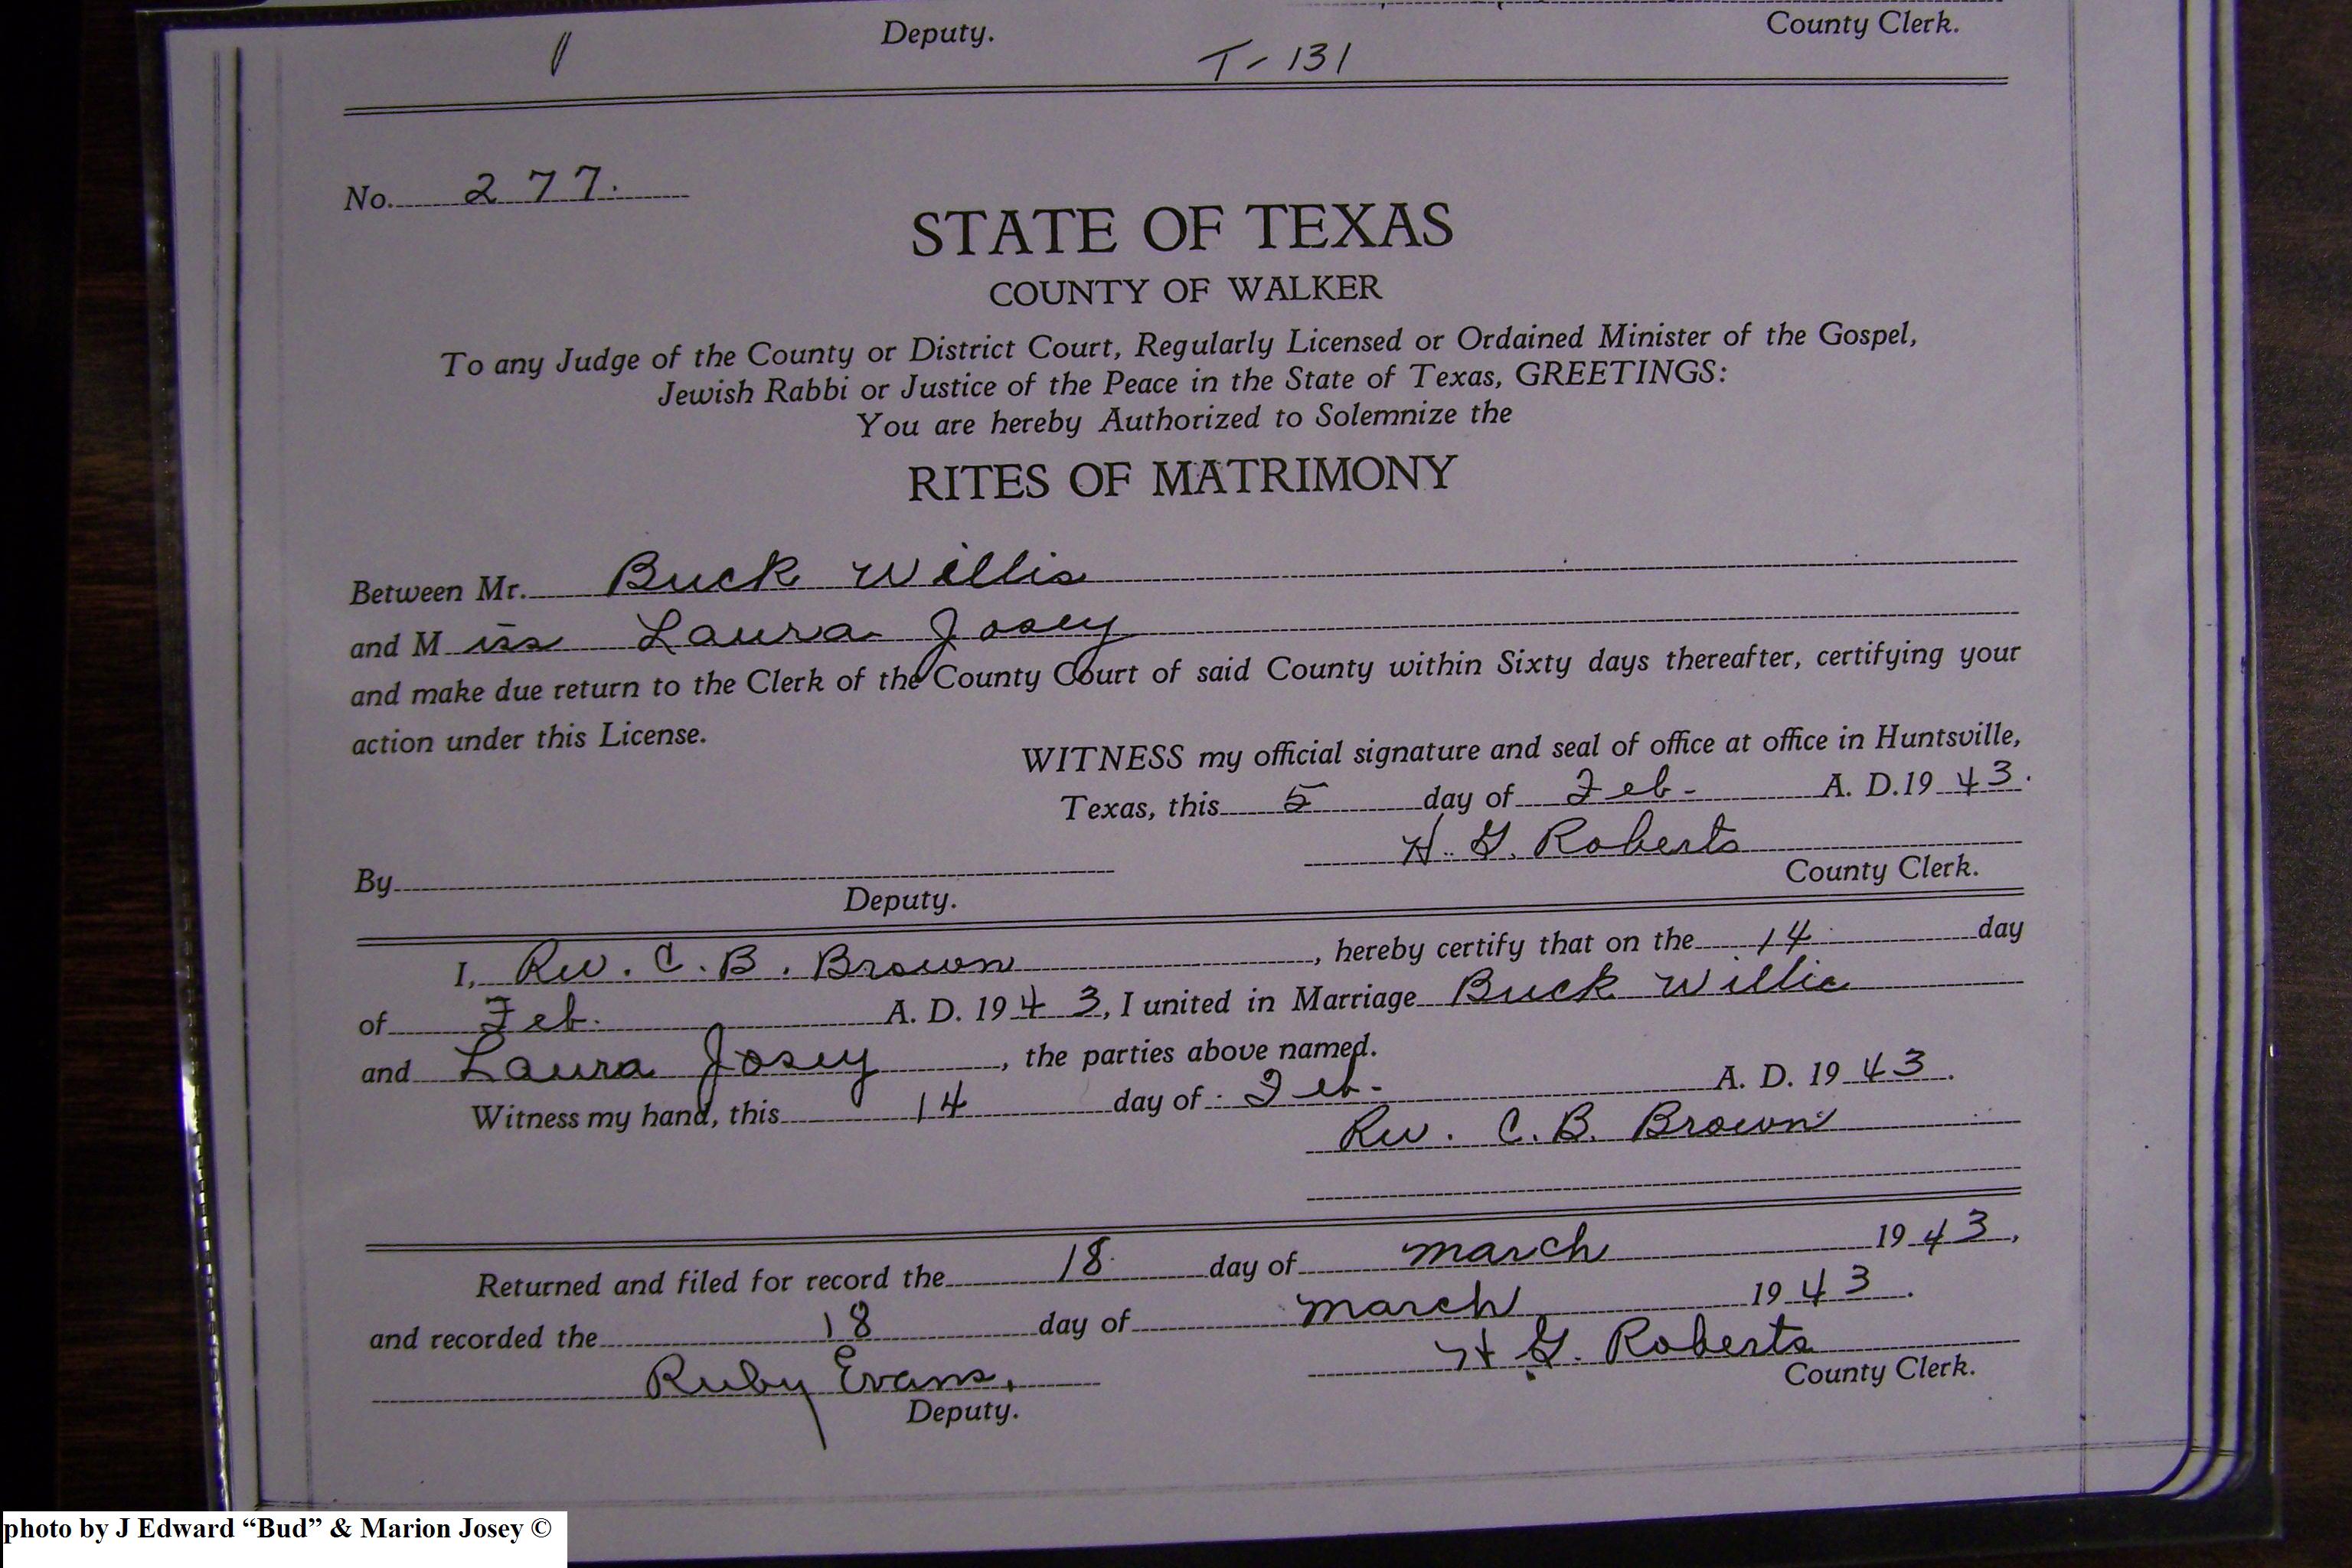 Deputy. County Clerk.
T- 131
No. 277.
STATE OF TEXAS
COUNTY OF WALKER
To any Judge of the County or District Court, Regularly Licensed or Ordained Minister of the Gospel,
Jewish Rabbi or Justice of the Peace in the State of Texas, GREETINGS:
You are hereby Authorized to Solemnize the
RITES OF MATRIMONY
Between Mr. Buck Willis
and Miss Laura Josey
and make due return to the Clerk of the County Court of said County within Sixty days thereafter, certifying your
action under this License.
WITNESS my official signature and seal of office at office in Huntsville,
Texas, this 5 day of Feb. A. D. 1943.
H. G. Roberts
By Deputy. County Clerk.
I, Rev. C. B. Brown, hereby certify that on the 14 day
of Feb. A. D. 1943, I united in Marriage Buck Willis
and Laura Josey, the parties above named.
Witness my hand, this 14 day of Feb. A. D. 1943.
Rev. C. B. Brown
Returned and filed for record the 18 day of March 1943,
and recorded the 18 day of March 1943.
Ruby Evans, H. G. Roberts
Deputy. County Clerk.
photo by J Edward “Bud” & Marion Josey ©